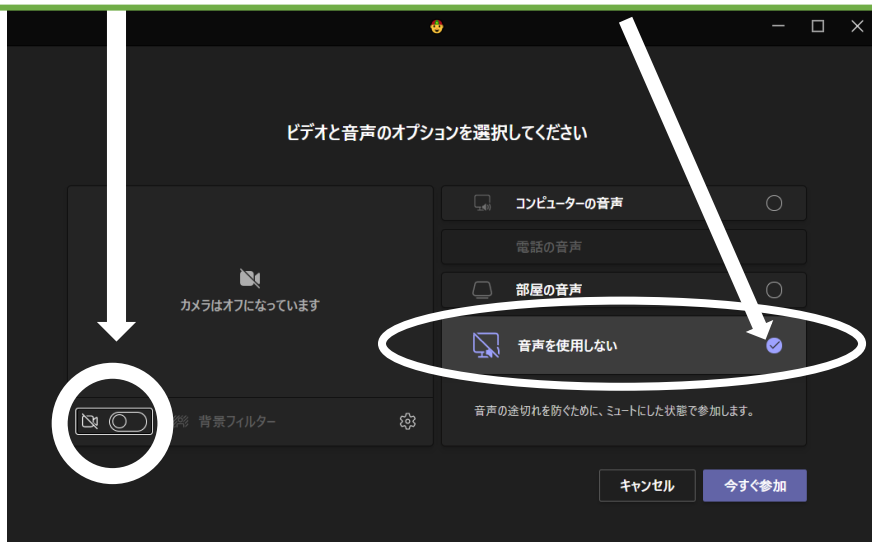 ビデオと音声のオプションを選択してください
カメラはオフになっています
背景フィルター
コンピューターの音声
電話の音声
部屋の音声
音声を使用しない
音声の途切れを防ぐために、ミュートにした状態で参加します。
キャンセル
今すぐ参加